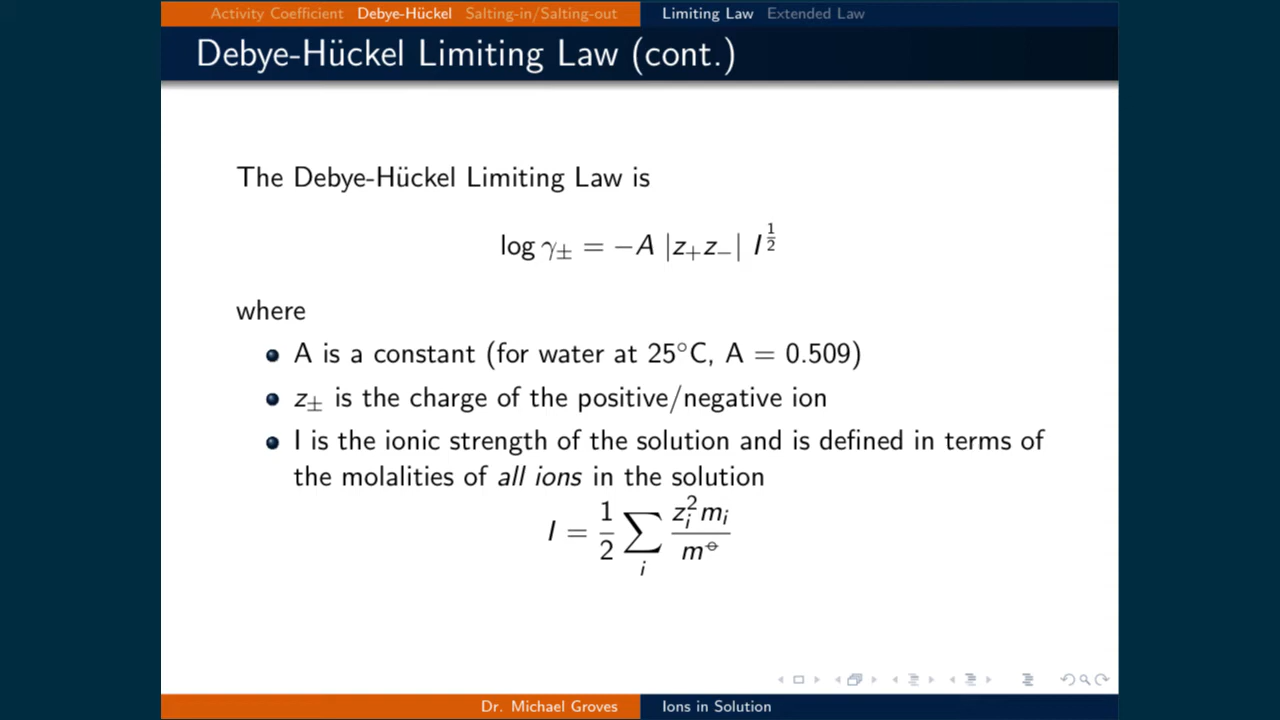 Activity Coefficient Debye-Hückel Salting-in/Salting-out Limiting Law Extended Law
Debye-Hückel Limiting Law (cont.)
The Debye-Hückel Limiting Law is
log γ± = −A |z₊z₋| I^{1/2}
where
A is a constant (for water at 25°C, A = 0.509)
z± is the charge of the positive/negative ion
I is the ionic strength of the solution and is defined in terms of
the molalities of all ions in the solution
I = 1/2 ∑_i z_i^2 m_i / m^⦵
Dr. Michael Groves Ions in Solution